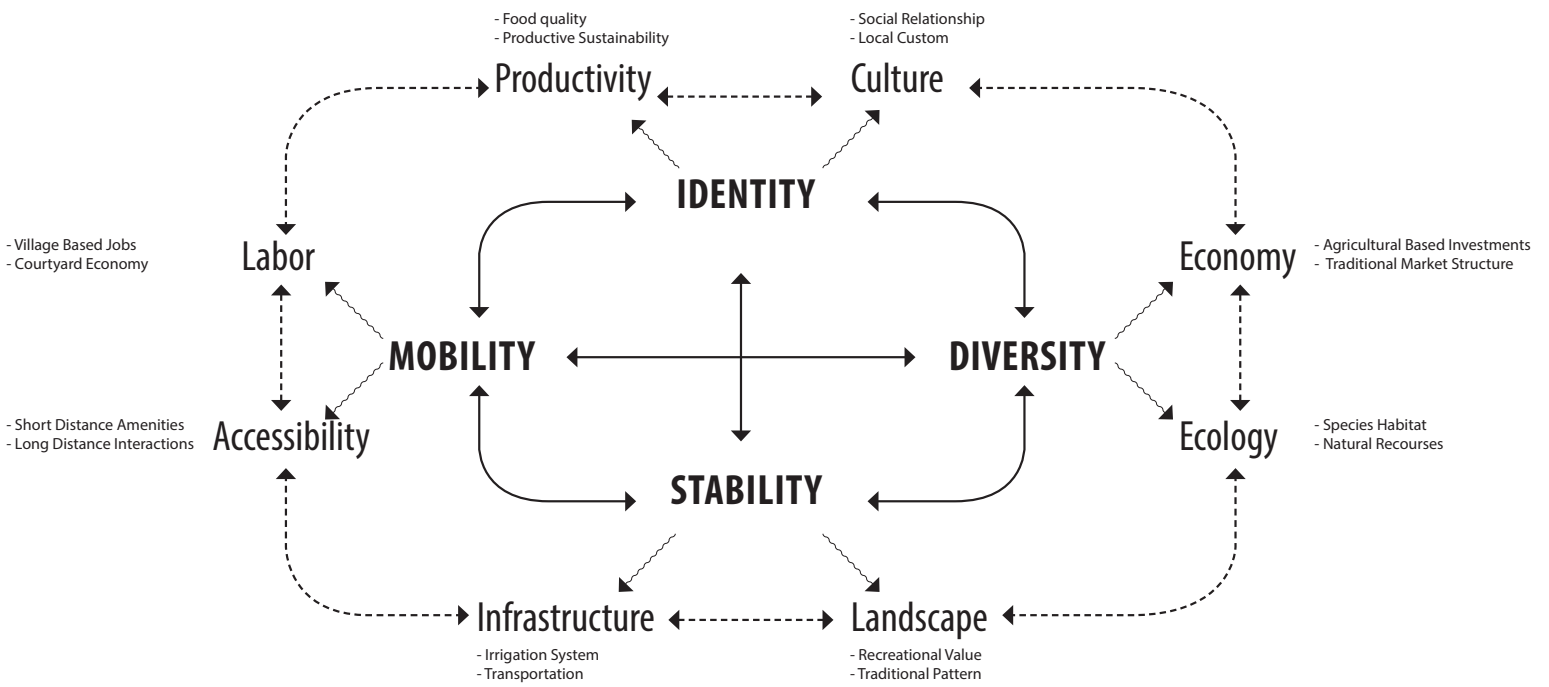 - Food quality
- Productive Sustainability
Productivity
- Social Relationship
- Local Custom
Culture
IDENTITY
- Village Based Jobs
- Courtyard Economy
Labor
Economy
- Agricultural Based Investments
- Traditional Market Structure
MOBILITY
DIVERSITY
- Short Distance Amenities
- Long Distance Interactions
Accessibility
Ecology
- Species Habitat
- Natural Recourses
STABILITY
Infrastructure
- Irrigation System
- Transportation
Landscape
- Recreational Value
- Traditional Pattern